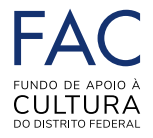 FAC
FUNDO DE APOIO À
CULTURA
DO DISTRITO FEDERAL